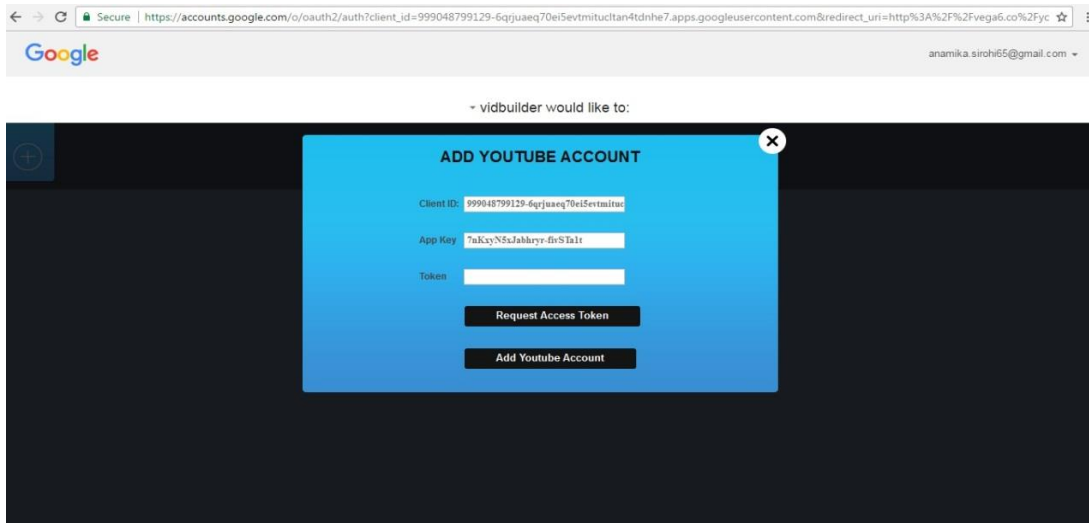 Secure | https://accounts.google.com/o/oauth2/auth?client_id=999048799129-6qrjuaeq70ei5evtmitucltan4tdnhe7.apps.googleusercontent.com&redirect_uri=http%3A%2F%2Fvega6.co%2Fyc
Google
anamika.sirohi65@gmail.com
vidbuilder would like to:
ADD YOUTUBE ACCOUNT
Client ID: 999048799129-6qrjuaeq70ei5evtmituc
App Key 7nKxyN5xJabhryr-fivSTa1t
Token
Request Access Token
Add Youtube Account